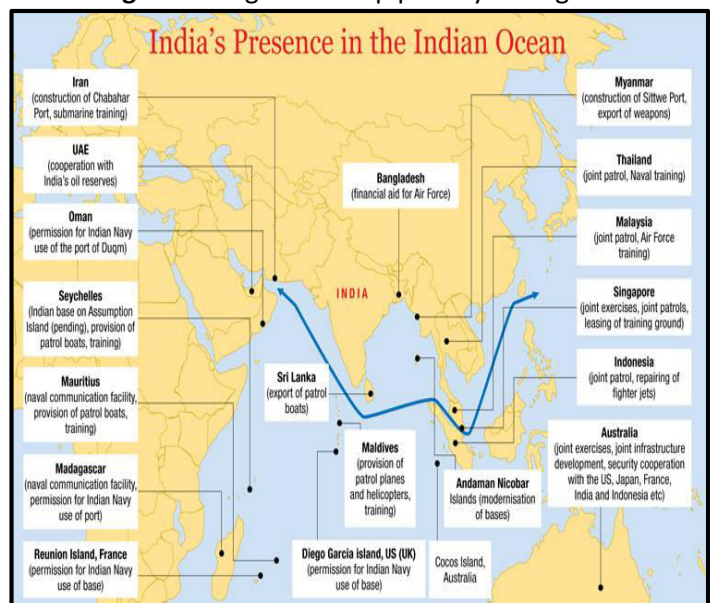 India's Presence in the Indian Ocean
Iran
(construction of Chabahar
Port, submarine training)
UAE
(cooperation with
India's oil reserves)
Oman
(permission for Indian Navy
use of the port of Duqm)
Seychelles
(Indian base on Assumption
Island (pending), provision of
patrol boats, training)
Mauritius
(naval communication facility,
provision of patrol boats,
training)
Madagascar
(naval communication facility,
permission for Indian Navy
use of port)
Reunion Island, France
(permission for Indian Navy
use of base)
Bangladesh
(financial aid for Air Force)
INDIA
Sri Lanka
(export of patrol
boats)
Maldives
(provision of
patrol planes
and helicopters,
training)
Diego Garcia island, US (UK)
(permission for Indian Navy
use of base)
Andaman Nicobar
Islands (modernisation
of bases)
Cocos Island,
Australia
Myanmar
(construction of Sittwe Port,
export of weapons)
Thailand
(joint patrol, Naval training)
Malaysia
(joint patrol, Air Force
training)
Singapore
(joint exercises, joint patrols,
leasing of training ground)
Indonesia
(joint patrol, repairing of
fighter jets)
Australia
(joint exercises, joint infrastructure
development, security cooperation
with the US, Japan, France,
India and Indonesia etc)